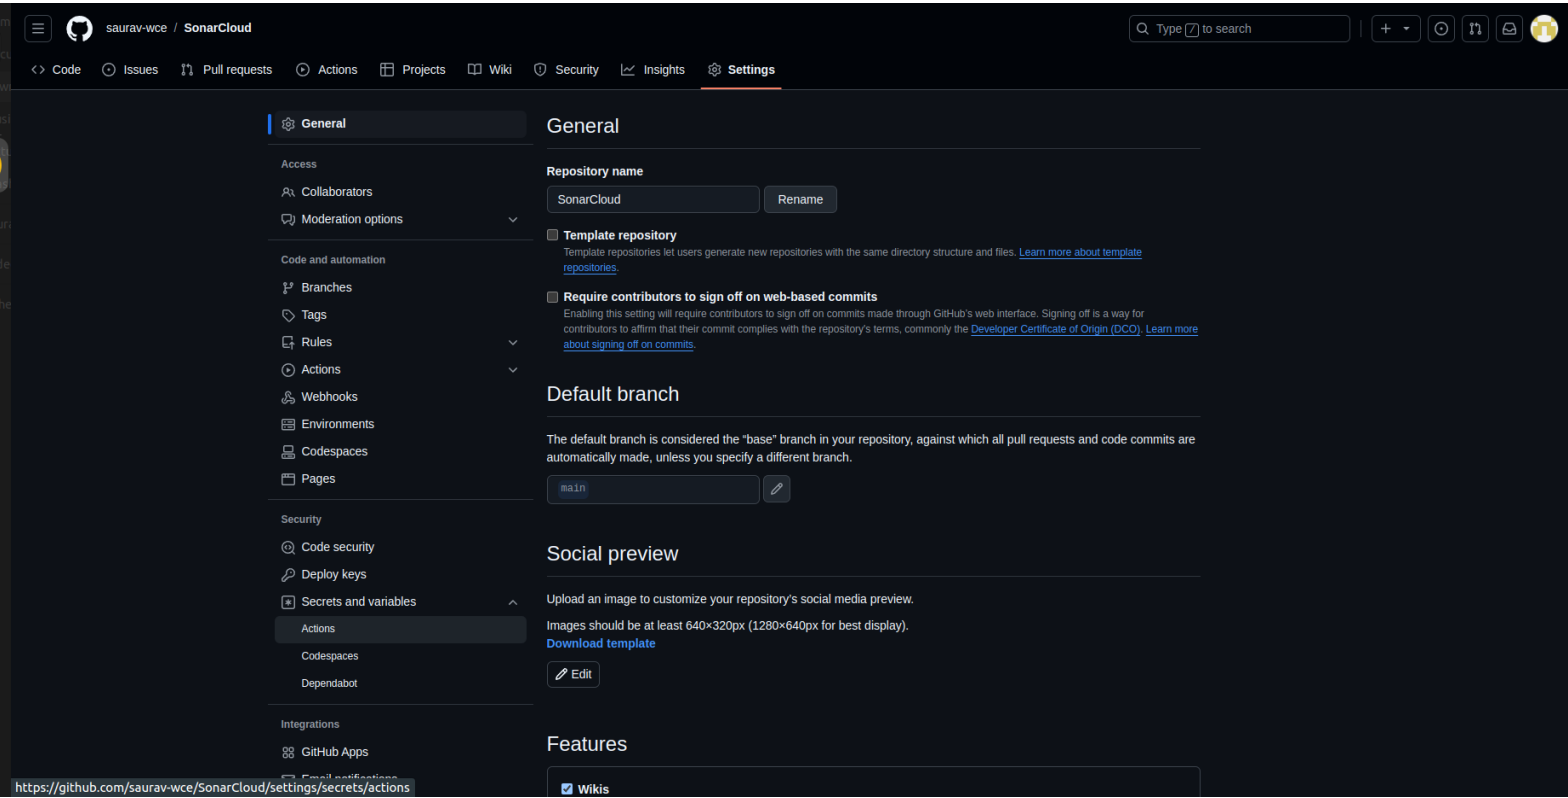 saurav-wce / SonarCloud
Type / to search
Code Issues Pull requests Actions Projects Wiki Security Insights Settings
General
Access
Collaborators
Moderation options
Code and automation
Branches
Tags
Rules
Actions
Webhooks
Environments
Codespaces
Pages
Security
Code security
Deploy keys
Secrets and variables
Actions
Codespaces
Dependabot
Integrations
GitHub Apps
Email notifications
https://github.com/saurav-wce/SonarCloud/settings/secrets/actions
General
Repository name
SonarCloud Rename
Template repository
Template repositories let users generate new repositories with the same directory structure and files. Learn more about template
repositories.
Require contributors to sign off on web-based commits
Enabling this setting will require contributors to sign off on commits made through GitHub's web interface. Signing off is a way for
contributors to affirm that their commit complies with the repository's terms, commonly the Developer Certificate of Origin (DCO). Learn more
about signing off on commits.
Default branch
The default branch is considered the “base” branch in your repository, against which all pull requests and code commits are
automatically made, unless you specify a different branch.
main
Social preview
Upload an image to customize your repository's social media preview.
Images should be at least 640×320px (1280×640px for best display).
Download template
Edit
Features
Wikis